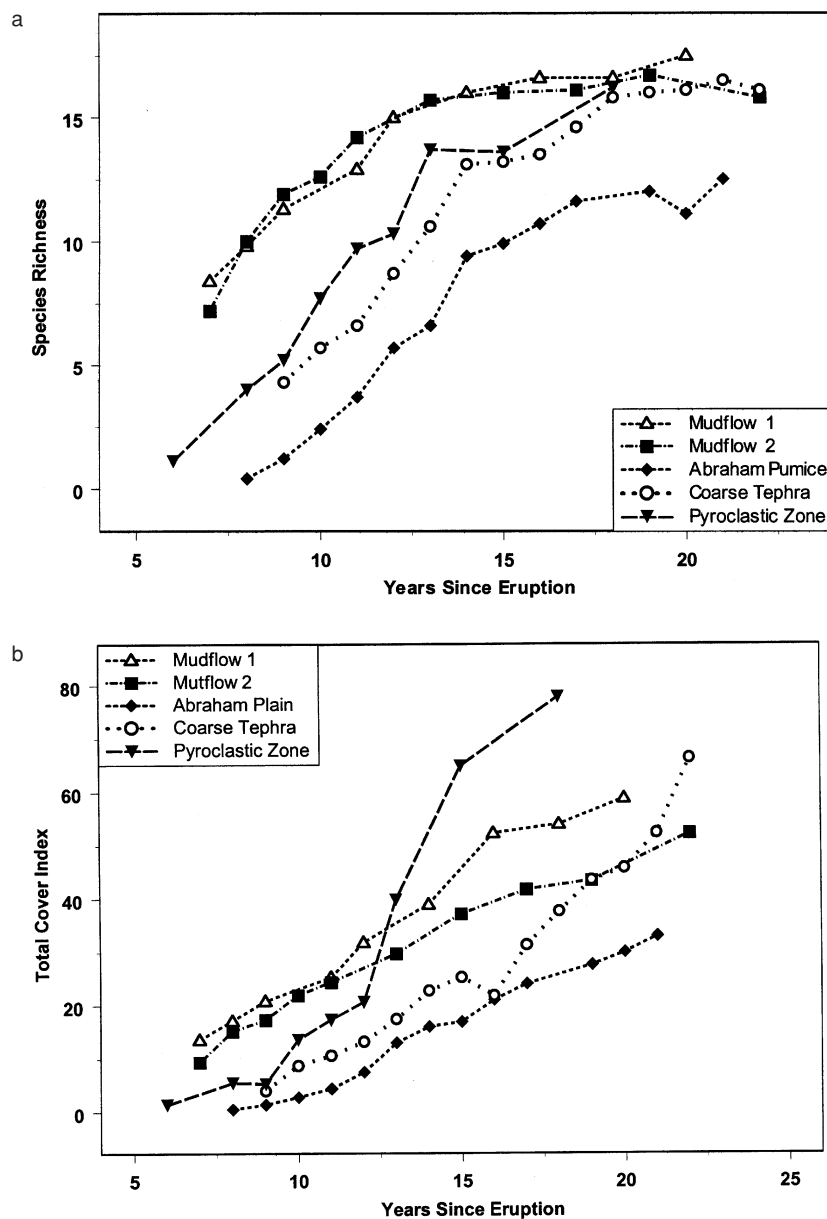 a
Species Richness
15
10
5
0
Mudflow 1
Mudflow 2
Abraham Pumice
Coarse Tephra
Pyroclastic Zone
5 10 15 20
Years Since Eruption
b
Mudflow 1
Mutflow 2
Abraham Plain
Coarse Tephra
Pyroclastic Zone
Total Cover Index
80
60
40
20
0
5 10 15 20 25
Years Since Eruption